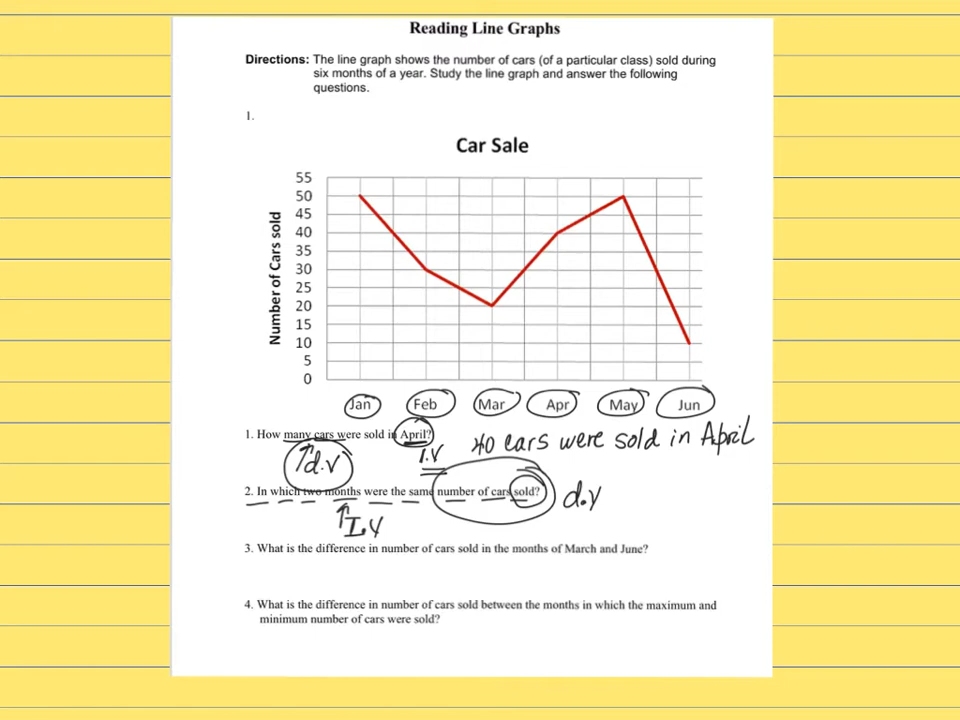 Reading Line Graphs
Directions: The line graph shows the number of cars (of a particular class) sold during
six months of a year. Study the line graph and answer the following
questions.
1.
Car Sale
Number of Cars sold
55
50
45
40
35
30
25
20
15
10
5
0
Jan Feb Mar Apr May Jun
1. How many cars were sold in April?
40 cars were sold in April
d.v
I.V
2. In which two months were the same number of cars sold?
d.v
I.V
3. What is the difference in number of cars sold in the months of March and June?
4. What is the difference in number of cars sold between the months in which the maximum and
minimum number of cars were sold?